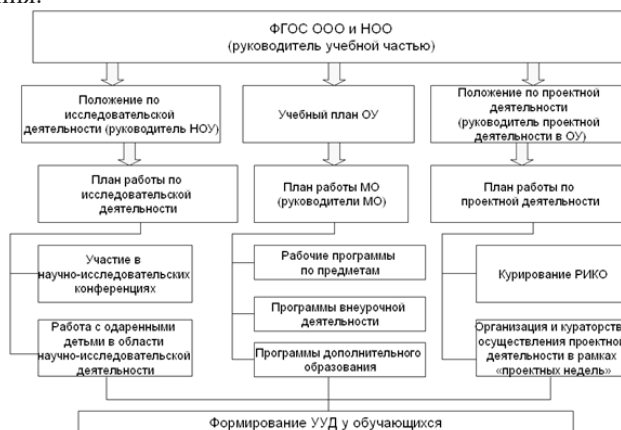 ния.
ФГОС ООО и НОО
(руководитель учебной частью)
Положение по
исследовательской
деятельности (руководитель НОУ)
Учебный план ОУ
Положение по проектной
деятельности
(руководитель проектной
деятельности в ОУ)
План работы по
исследовательской
деятельности
План работы МО
(руководители МО)
План работы по
проектной деятельности
Участие в
научно-исследовательских
конференциях
Рабочие программы
по предметам
Курирование РИКО
Программы внеурочной
деятельности
Работа с одаренными
детьми в области
научно-исследовательской
деятельности
Программы дополнительного
образования
Организация и кураторство
осуществления проектной
деятельности в рамках
«проектных недель»
Формирование УУД у обучающихся